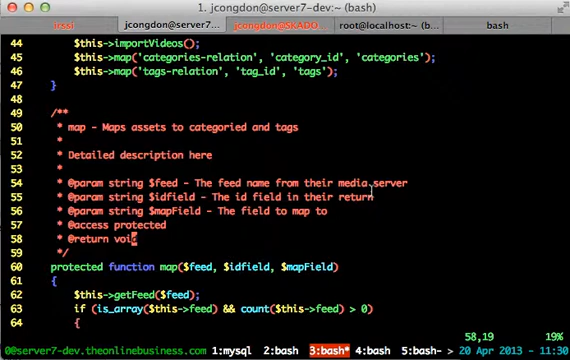 1. jcongdon@server7-dev:~ (bash)
irssi jcongdon@server7... jcongdon@SKADO... root@localhost:~ (b... bash
44 $this->importVideos();
45 $this->map('categories-relation', 'category_id', 'categories');
46 $this->map('tags-relation', 'tag_id', 'tags');
47 }
48
49 /**
50 * map - Maps assets to categoried and tags
51 *
52 * Detailed description here
53 *
54 * @param string $feed - The feed name from their media server
55 * @param string $idfield - The id field in their return
56 * @param string $mapField - The field to map to
57 * @access protected
58 * @return void
59 */
60 protected function map($feed, $idfield, $mapField)
61 {
62 $this->getFeed($feed);
63 if (is_array($this->feed) && count($this->feed) > 0)
64 {
58,19 19%
0@server7-dev.theonlinebusiness.com 1:mysql 2:bash 3:bash* 4:bash 5:bash- > 20 Apr 2013 - 11:30